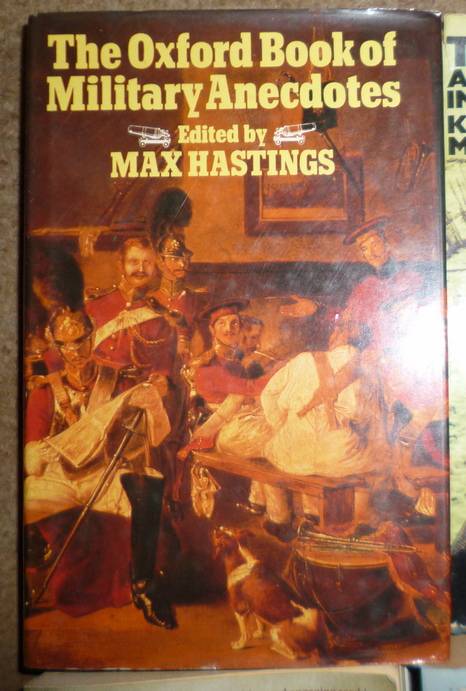 The Oxford Book of
Military Anecdotes
Edited by
MAX HASTINGS